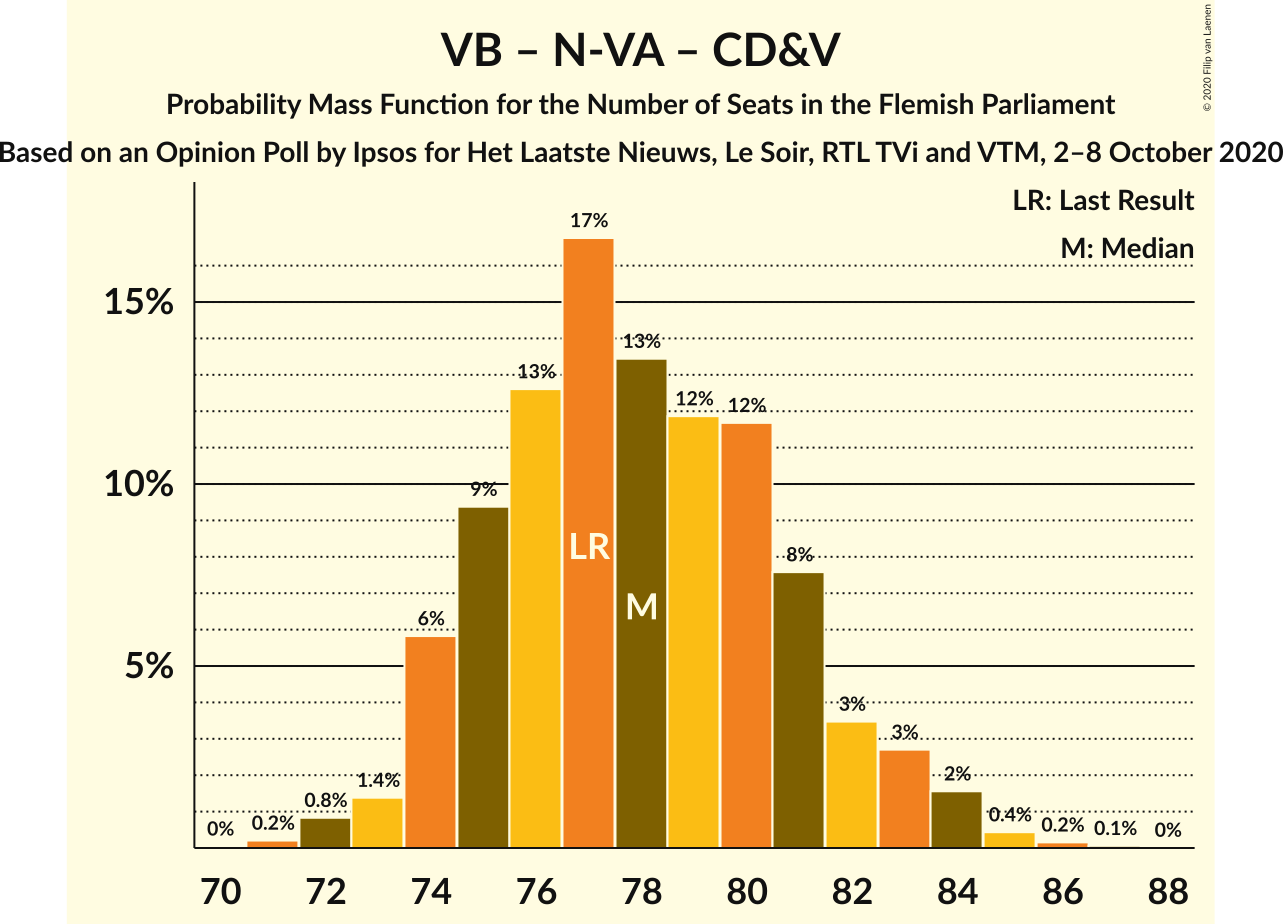 VB – N-VA – CD&V
Probability Mass Function for the Number of Seats in the Flemish Parliament
Based on an Opinion Poll by Ipsos for Het Laatste Nieuws, Le Soir, RTL TVi and VTM, 2–8 October 2020
© 2020 Filip van Laenen
LR: Last Result
M: Median
15%
10%
5%
0%
0.2%
0.8%
1.4%
6%
9%
13%
17%
13%
12%
12%
8%
3%
3%
2%
0.4%
0.2%
0.1%
0%
LR
M
70 72 74 76 78 80 82 84 86 88